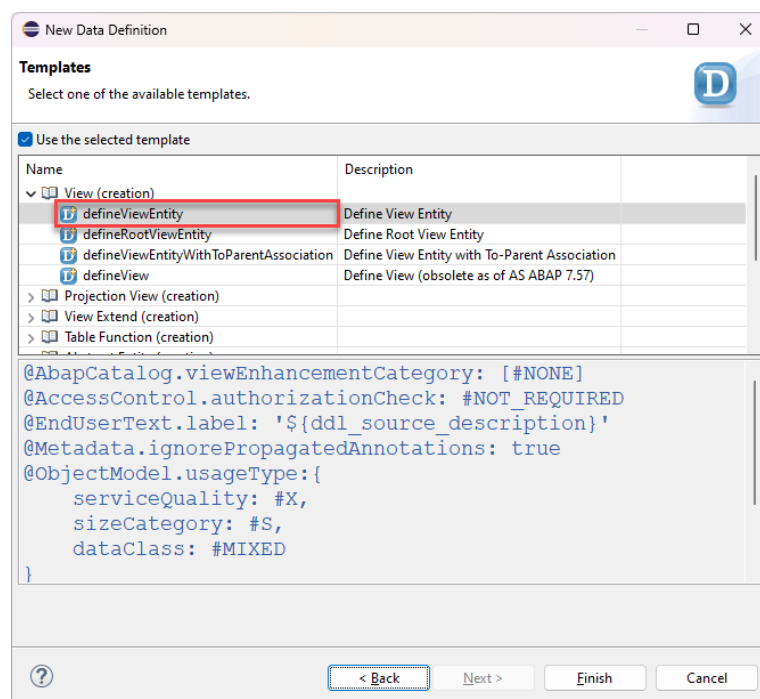 New Data Definition
Templates
Select one of the available templates.
D
Use the selected template
Name Description
View (creation)
defineViewEntity Define View Entity
defineRootViewEntity Define Root View Entity
defineViewEntityWithToParentAssociation Define View Entity with To-Parent Association
defineView Define View (obsolete as of AS ABAP 7.57)
Projection View (creation)
View Extend (creation)
Table Function (creation)
@AbapCatalog.viewEnhancementCategory: [#NONE]
@AccessControl.authorizationCheck: #NOT_REQUIRED
@EndUserText.label: '${ddl_source_description}'
@Metadata.ignorePropagatedAnnotations: true
@ObjectModel.usageType:{
    serviceQuality: #X,
    sizeCategory: #S,
    dataClass: #MIXED
}
? < Back Next > Finish Cancel